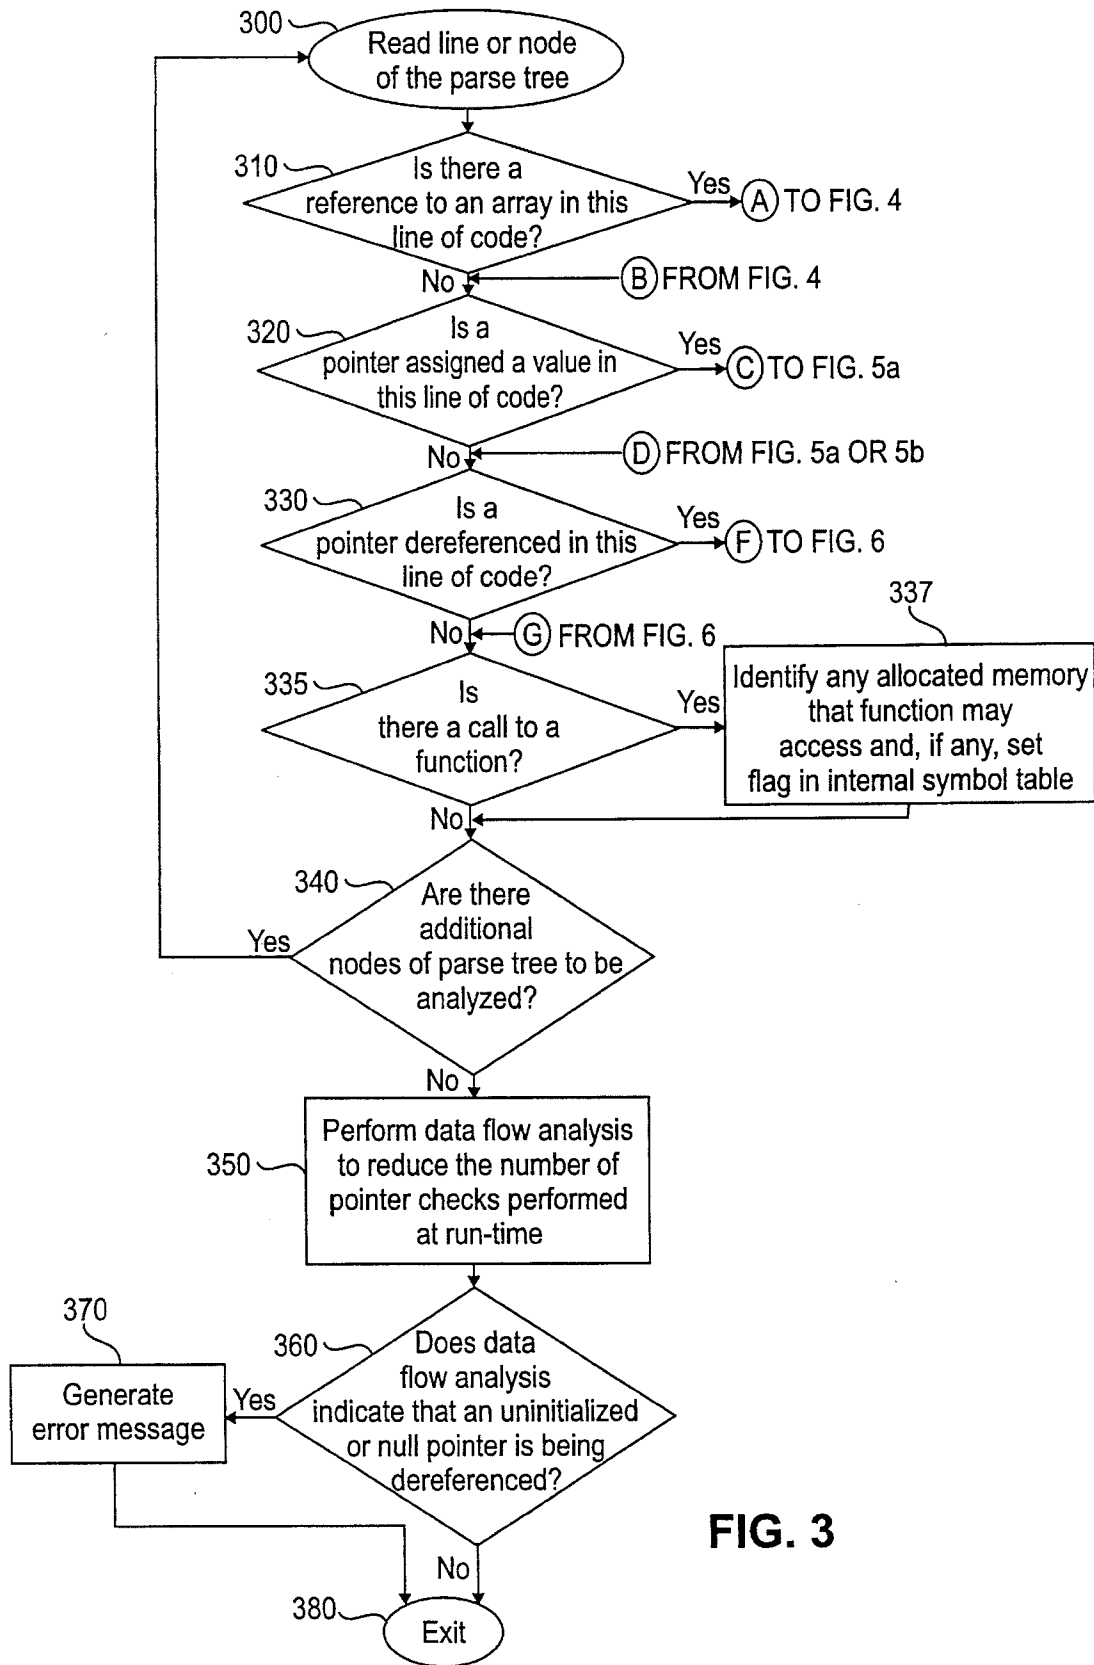 300
Read line or node
of the parse tree
310
Is there a
reference to an array in this
line of code?
Yes
A TO FIG. 4
No
B FROM FIG. 4
320
Is a
pointer assigned a value in
this line of code?
Yes
C TO FIG. 5a
No
D FROM FIG. 5a OR 5b
330
Is a
pointer dereferenced in this
line of code?
Yes
F TO FIG. 6
No
G FROM FIG. 6
335
Is
there a call to a
function?
Yes
337
Identify any allocated memory
that function may
access and, if any, set
flag in internal symbol table
No
340
Are there
additional
nodes of parse tree to be
analyzed?
Yes
No
350
Perform data flow analysis
to reduce the number of
pointer checks performed
at run-time
360
Does data
flow analysis
indicate that an uninitialized
or null pointer is being
dereferenced?
Yes
370
Generate
error message
No
380
Exit
FIG. 3